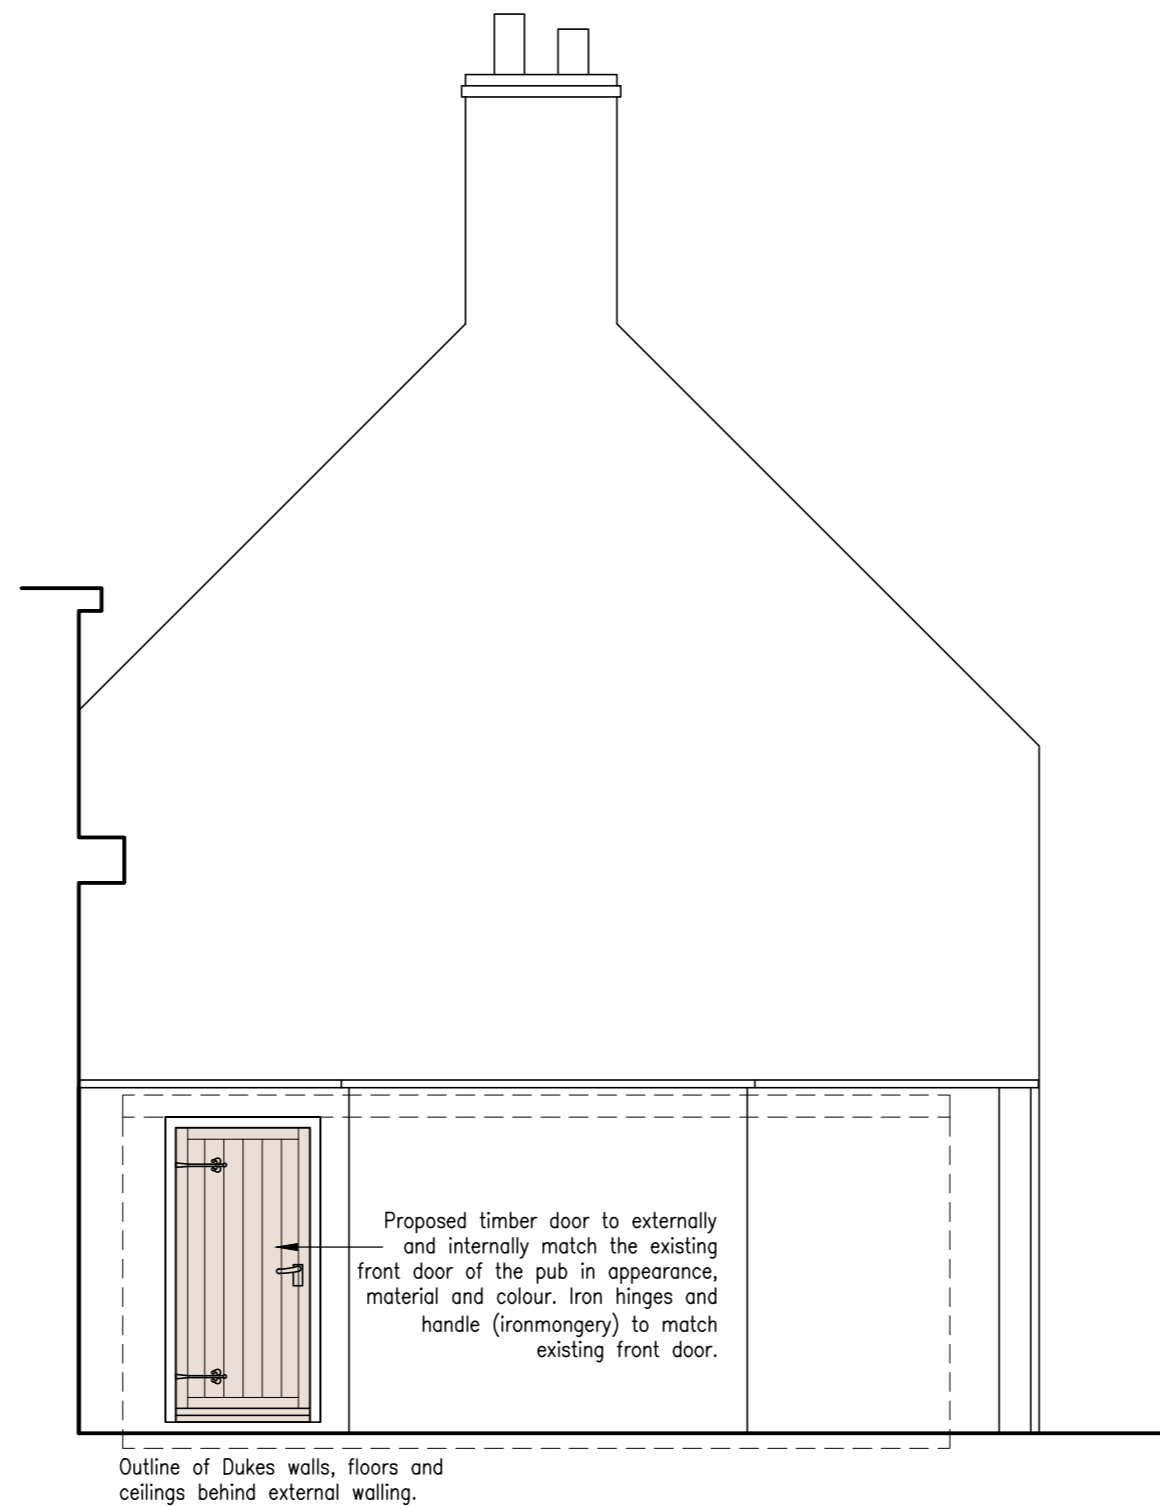 Proposed timber door to externally
and internally match the existing
front door of the pub in appearance,
material and colour. Iron hinges and
handle (ironmongery) to match
existing front door.
Outline of Dukes walls, floors and
ceilings behind external walling.